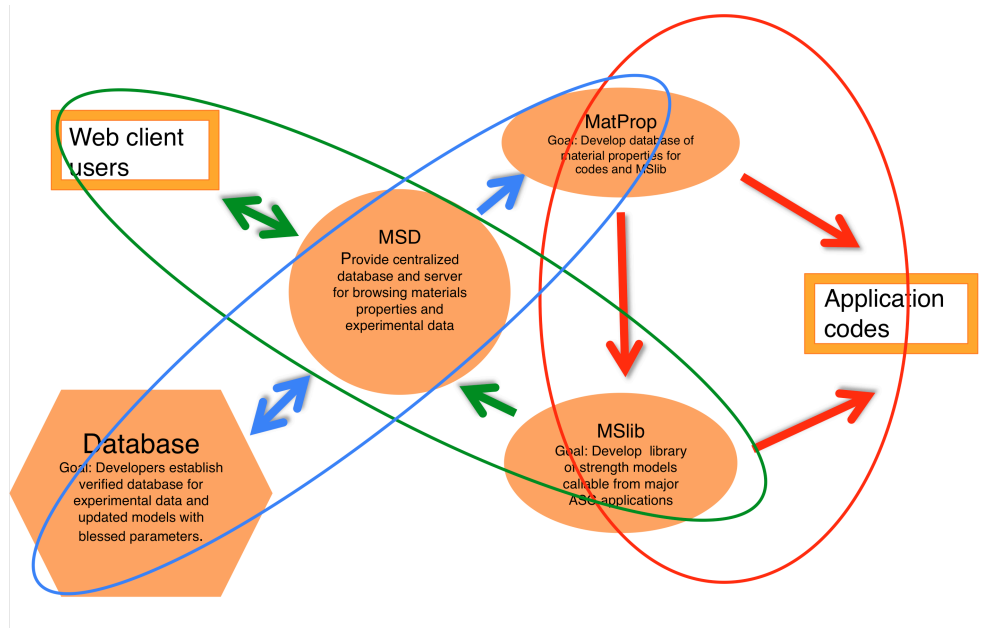 Web client
users
MatProp
Goal: Develop database of
material properties for
codes and MSlib
MSD
Provide centralized
database and server
for browsing materials
properties and
experimental data
Application
codes
Database
Goal: Developers establish
verified database for
experimental data and
updated models with
blessed parameters.
MSlib
Goal: Develop library
of strength models
callable from major
ASC applications